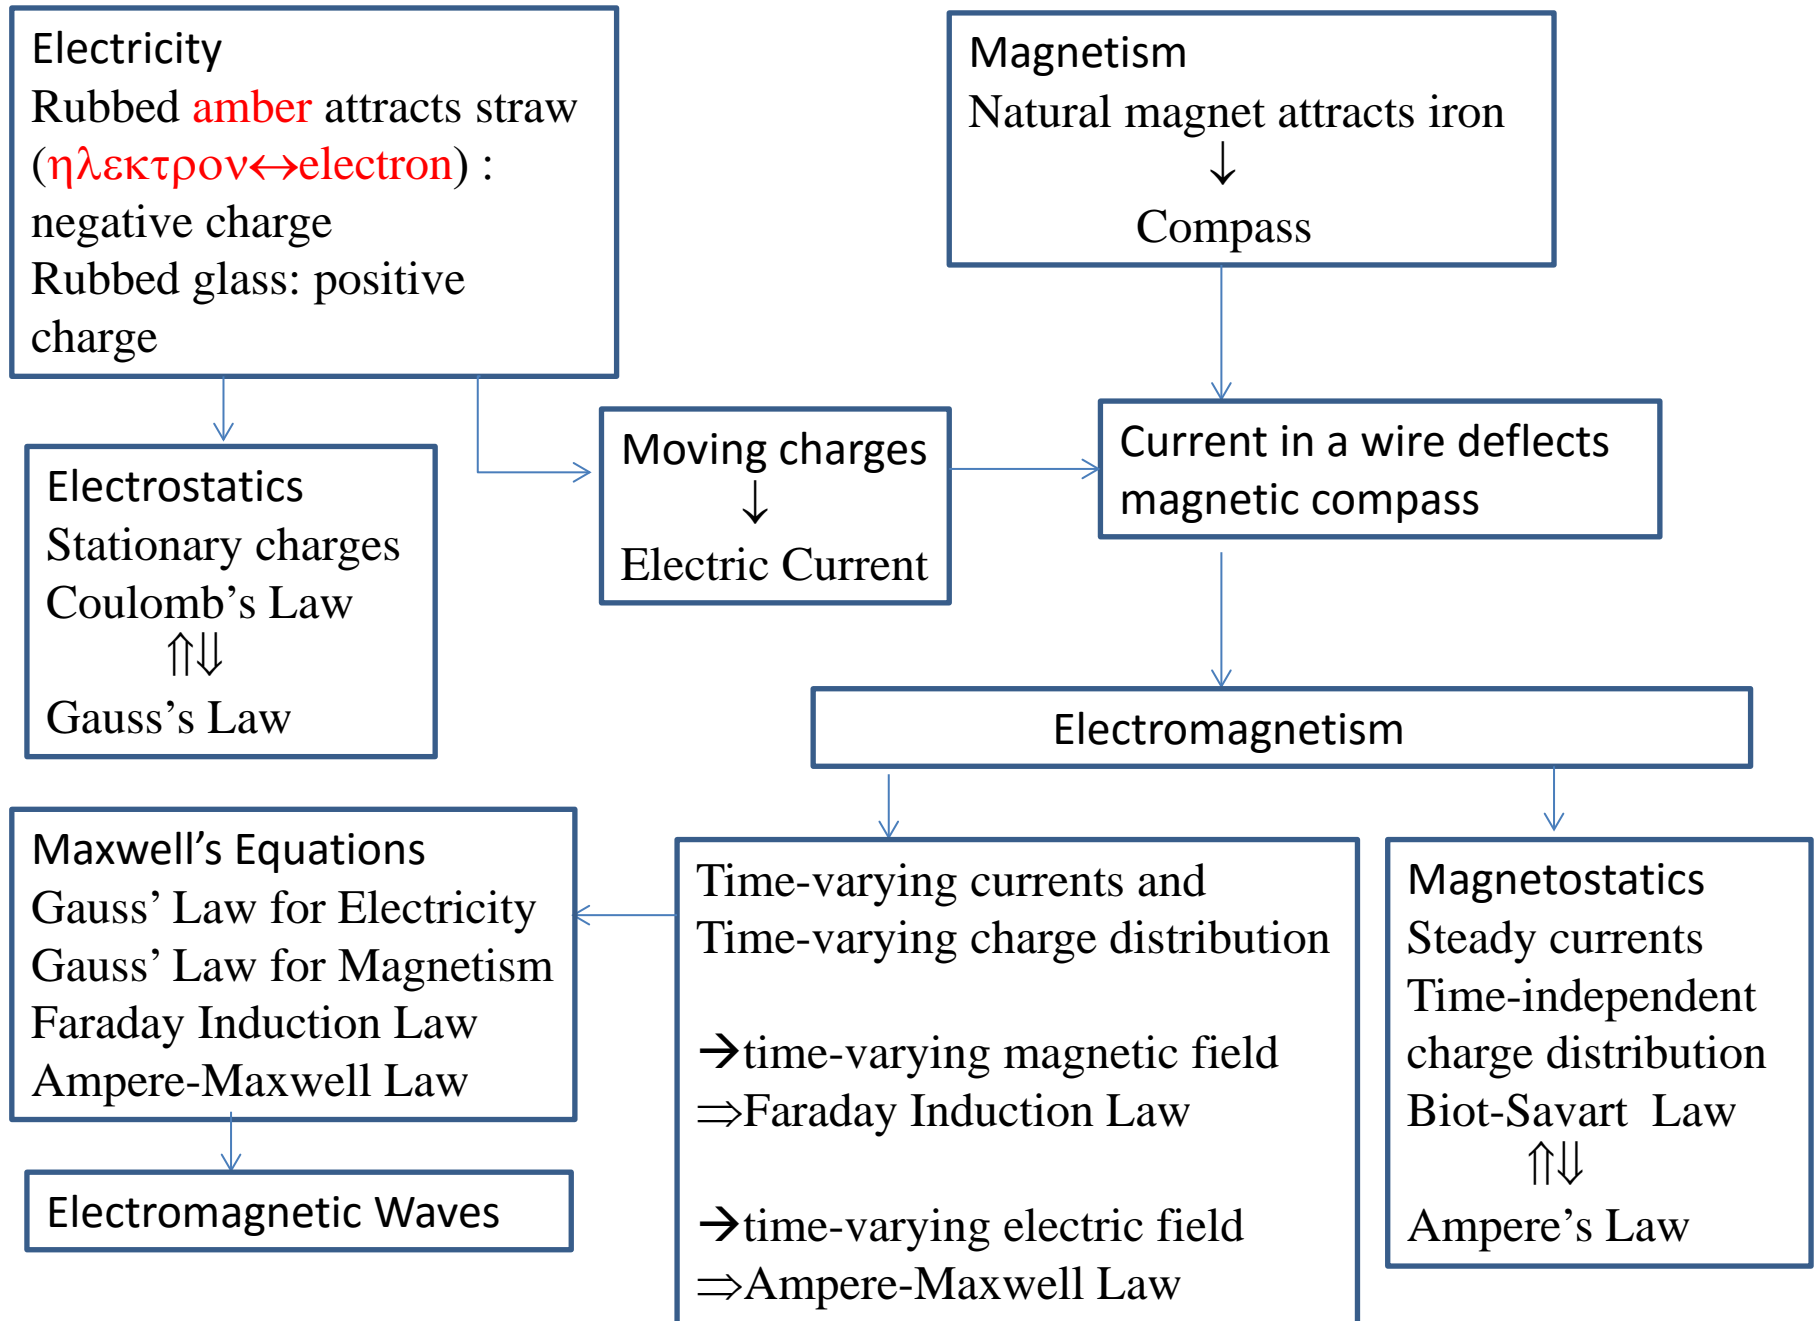 Electricity
Rubbed amber attracts straw
(ηλεκτρον↔electron) :
negative charge
Rubbed glass: positive
charge
Magnetism
Natural magnet attracts iron
↓
Compass
Electrostatics
Stationary charges
Coulomb’s Law
⇑⇓
Gauss’s Law
Moving charges
↓
Electric Current
Current in a wire deflects
magnetic compass
Electromagnetism
Maxwell’s Equations
Gauss’ Law for Electricity
Gauss’ Law for Magnetism
Faraday Induction Law
Ampere-Maxwell Law
Electromagnetic Waves
Time-varying currents and
Time-varying charge distribution
→time-varying magnetic field
⇒Faraday Induction Law
→time-varying electric field
⇒Ampere-Maxwell Law
Magnetostatics
Steady currents
Time-independent
charge distribution
Biot-Savart Law
⇑⇓
Ampere’s Law